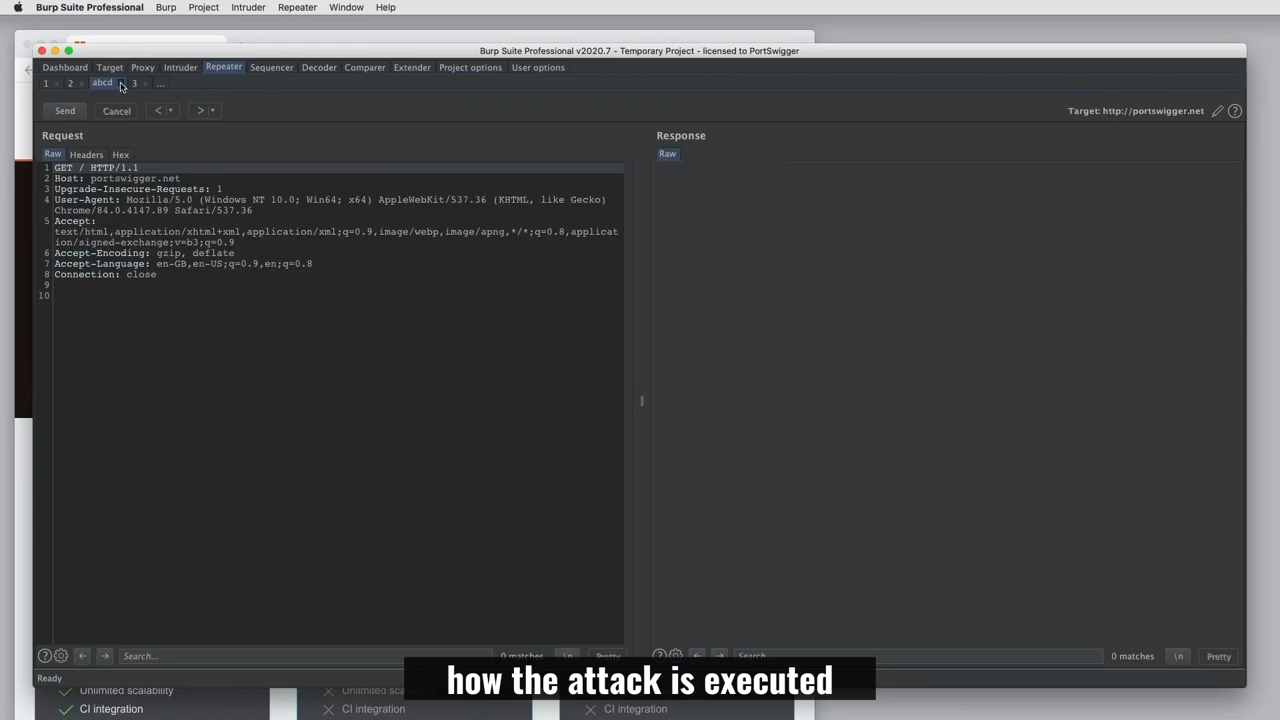 Burp Suite Professional Burp Project Intruder Repeater Window Help
Burp Suite Professional v2020.7 - Temporary Project - licensed to PortSwigger
Dashboard Target Proxy Intruder Repeater Sequencer Decoder Comparer Extender Project options User options
1 × 2 × abcd 3 × ...
Send Cancel < > Target: http://portswigger.net ?
Request Response
Raw Headers Hex Raw
1 GET / HTTP/1.1
2 Host: portswigger.net
3 Upgrade-Insecure-Requests: 1
4 User-Agent: Mozilla/5.0 (Windows NT 10.0; Win64; x64) AppleWebKit/537.36 (KHTML, like Gecko)
Chrome/84.0.4147.89 Safari/537.36
5 Accept:
text/html,application/xhtml+xml,application/xml;q=0.9,image/webp,image/apng,*/*;q=0.8,applicat
ion/signed-exchange;v=b3;q=0.9
6 Accept-Encoding: gzip, deflate
7 Accept-Language: en-GB,en-US;q=0.9,en;q=0.8
8 Connection: close
9
10
? Search... 0 matches \n Pretty ? Search... 0 matches \n Pretty
Ready
how the attack is executed
Unlimited scalability Unlimited scalab
CI integration CI integration CI integration